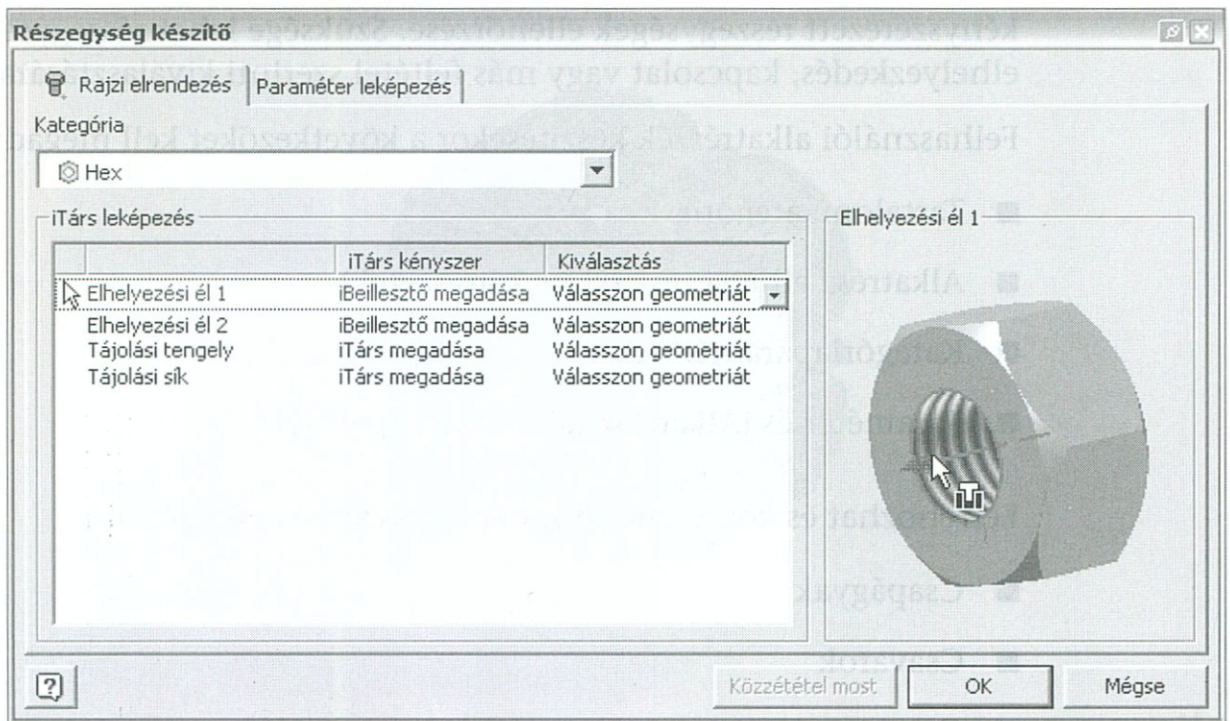 Részegység készítő
Rajzi elrendezés
Paraméter leképezés
Kategória
Hex
iTárs leképezés
iTárs kényszer Kiválasztás
Elhelyezési él 1 iBeillesztő megadása Válasszon geometriát
Elhelyezési él 2 iBeillesztő megadása Válasszon geometriát
Tájolási tengely iTárs megadása Válasszon geometriát
Tájolási sík iTárs megadása Válasszon geometriát
Elhelyezési él 1
Közzététel most
OK
Mégse